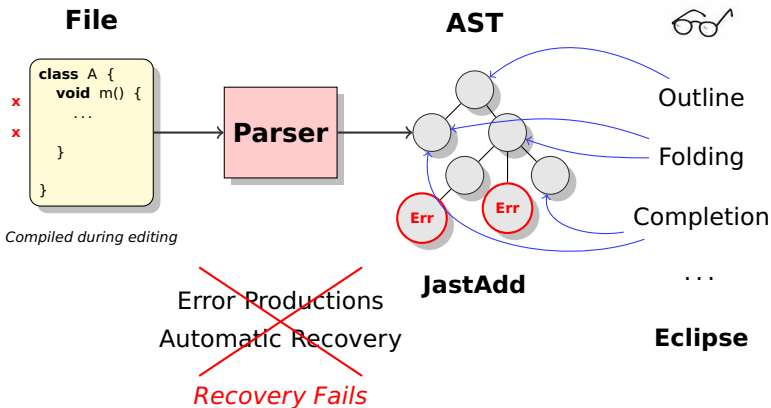 File
AST
class A {
void m() {
...
}
}
x
x
Parser
Outline
Folding
Completion
...
Err
Err
Compiled during editing
JastAdd
Eclipse
Error Productions
Automatic Recovery
Recovery Fails